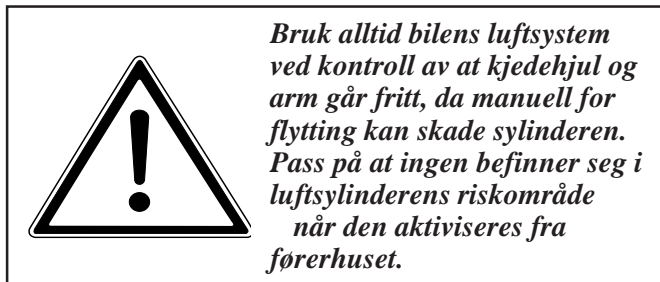 Bruk alltid bilens luftsystem
ved kontroll av at kjedehjul og
arm går fritt, da manuell for
flytting kan skade sylinderen.
Pass på at ingen befinner seg i
luftsylinderens riskområde
når den aktiviseres fra
førerhuset.